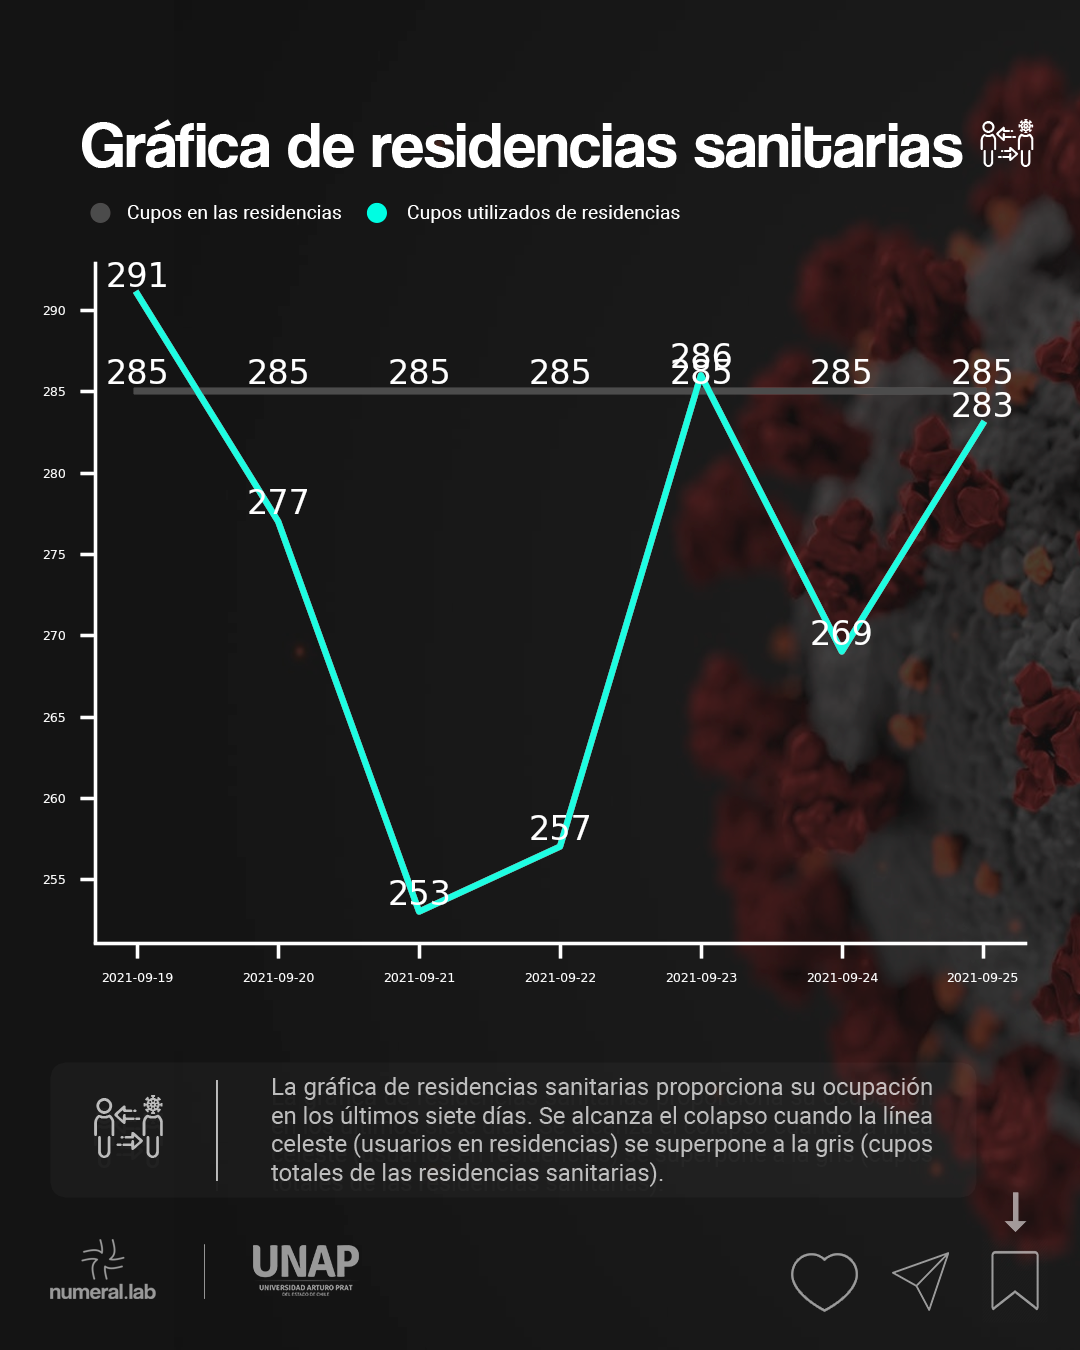 Gráfica de residencias sanitarias
Cupos en las residencias Cupos utilizados de residencias
291
290
285 285 285 285 286 285 285 285
285
283
280
277
275
270
269
265
260
257
255
253
2021-09-19 2021-09-20 2021-09-21 2021-09-22 2021-09-23 2021-09-24 2021-09-25
La gráfica de residencias sanitarias proporciona su ocupación
en los últimos siete días. Se alcanza el colapso cuando la línea
celeste (usuarios en residencias) se superpone a la gris (cupos
totales de las residencias sanitarias).
numeral.lab
UNAP
UNIVERSIDAD ARTURO PRAT
DEL ESTADO DE CHILE